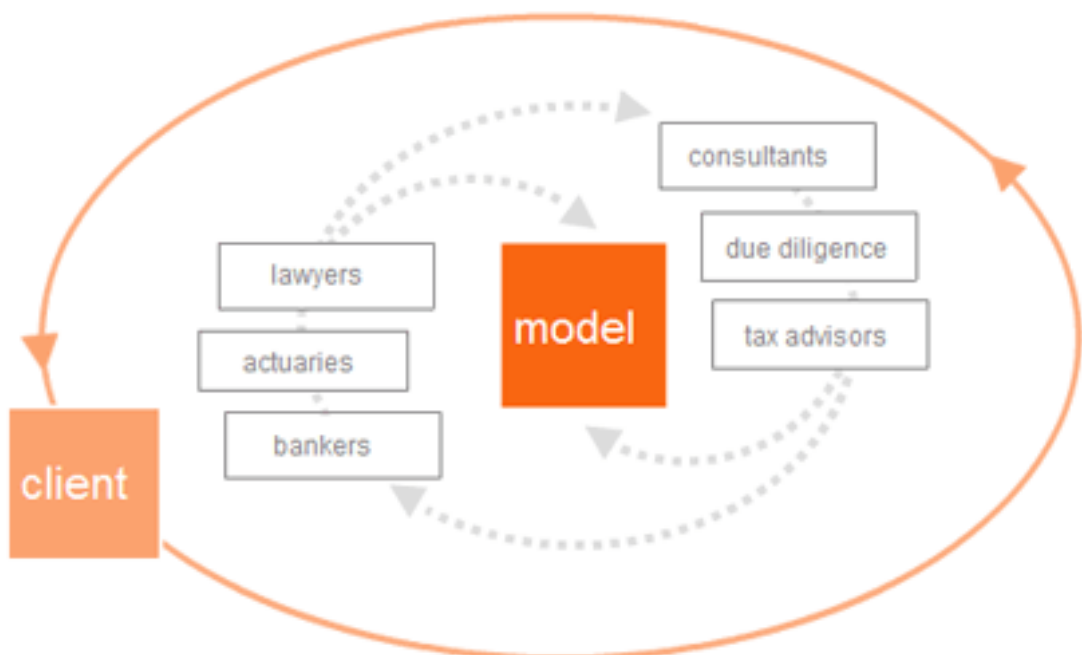 consultants
due diligence
tax advisors
lawyers
actuaries
bankers
model
client